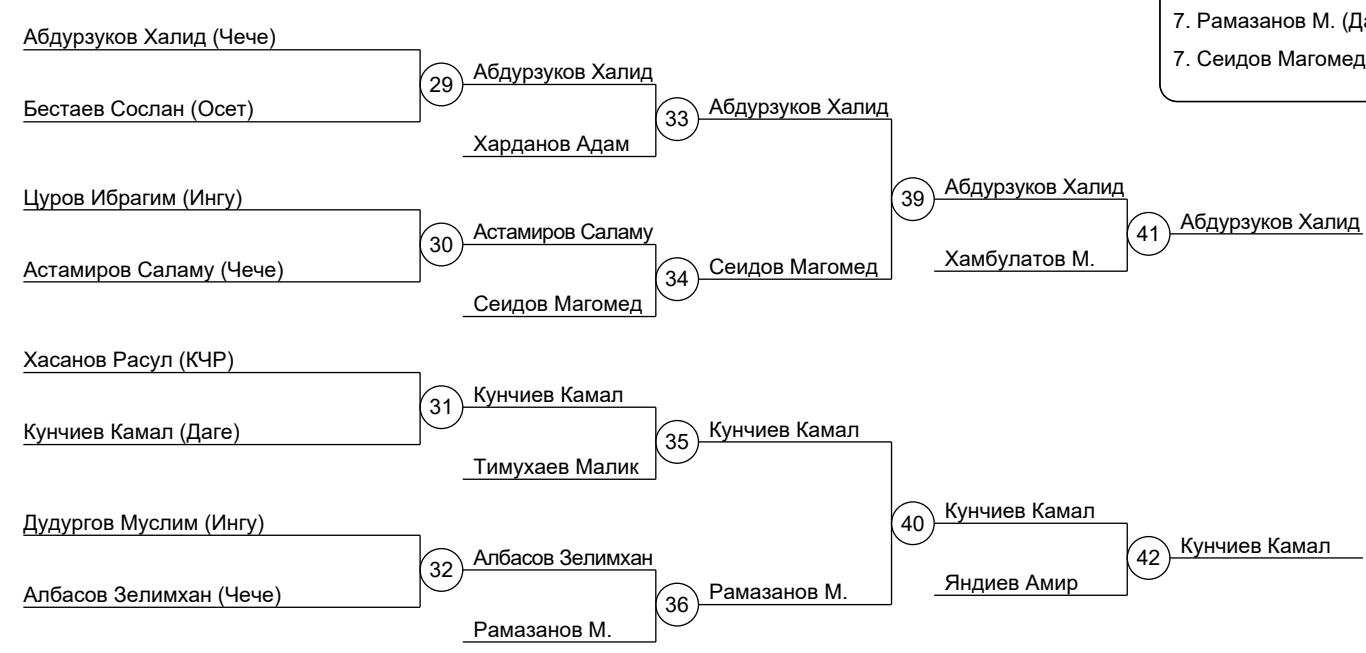 7. Рамазанов М. (Да
7. Сеидов Магомед
Абдурзуков Халид (Чече)
29
Абдурзуков Халид
Бестаев Сослан (Осет)
33
Абдурзуков Халид
Харданов Адам
Цуров Ибрагим (Ингу)
39
Абдурзуков Халид
30
Астамиров Саламу
41
Абдурзуков Халид
Астамиров Саламу (Чече)
34
Сеидов Магомед
Хамбулатов М.
Сеидов Магомед
Хасанов Расул (КЧР)
31
Кунчиев Камал
Кунчиев Камал (Даге)
35
Кунчиев Камал
Тимухаев Малик
Дудургов Муслим (Ингу)
40
Кунчиев Камал
32
Албасов Зелимхан
42
Кунчиев Камал
Албасов Зелимхан (Чече)
36
Рамазанов М.
Яндиев Амир
Рамазанов М.